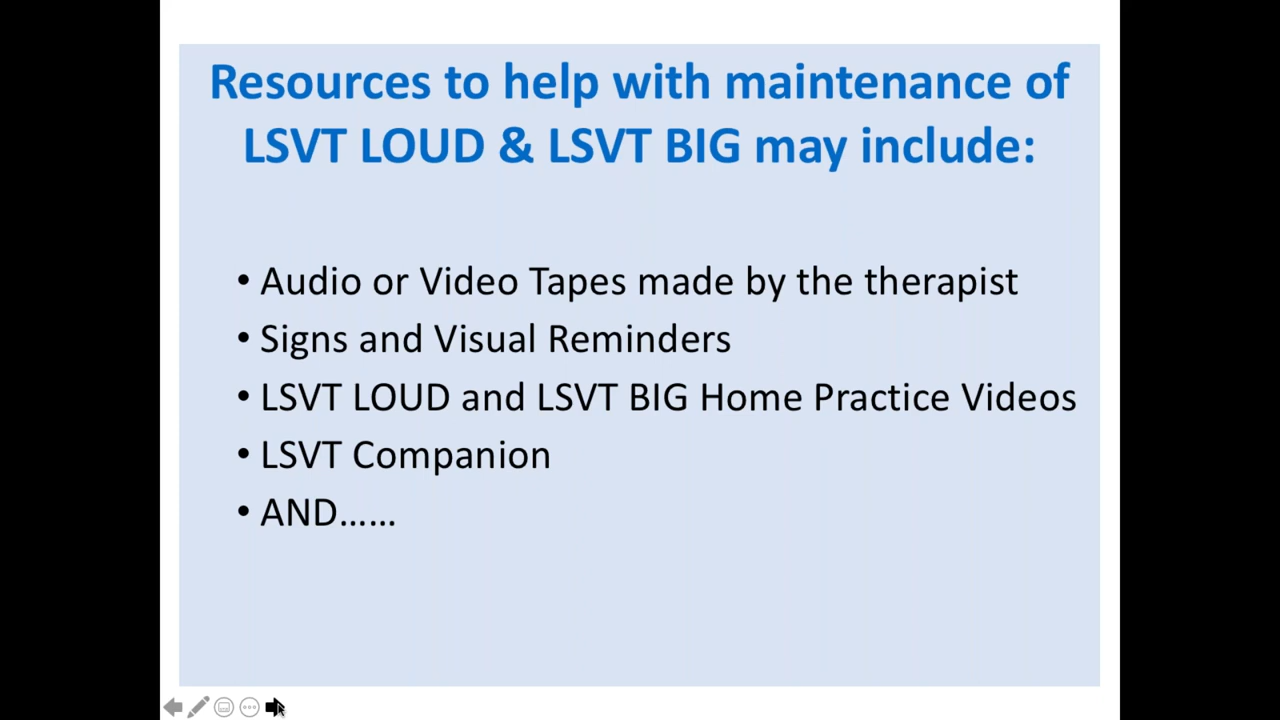 Resources to help with maintenance of
LSVT LOUD & LSVT BIG may include:
• Audio or Video Tapes made by the therapist
• Signs and Visual Reminders
• LSVT LOUD and LSVT BIG Home Practice Videos
• LSVT Companion
• AND……